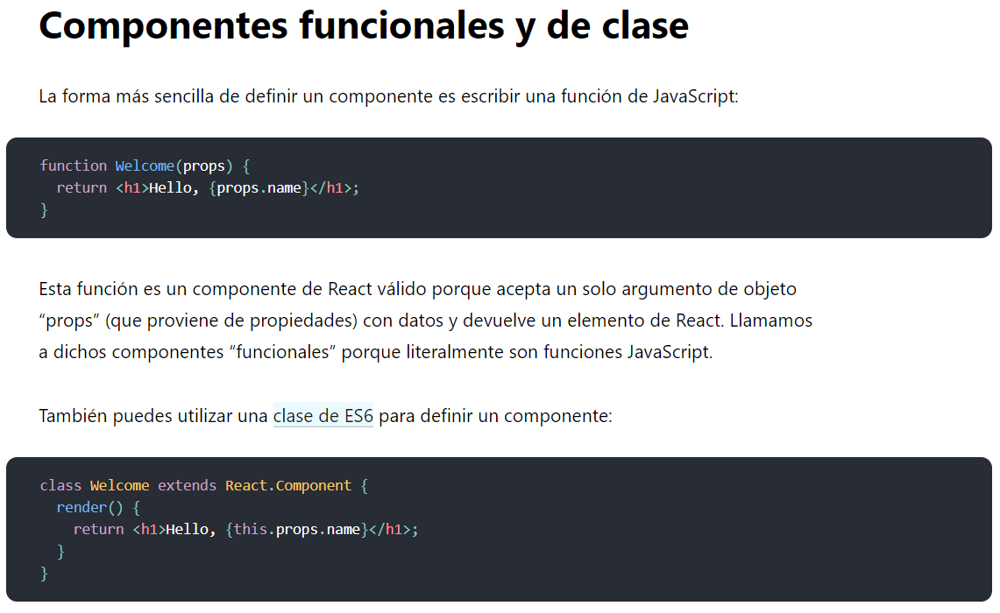 Componentes funcionales y de clase
La forma más sencilla de definir un componente es escribir una función de JavaScript:
function Welcome(props) {
  return <h1>Hello, {props.name}</h1>;
}
Esta función es un componente de React válido porque acepta un solo argumento de objeto
“props” (que proviene de propiedades) con datos y devuelve un elemento de React. Llamamos
a dichos componentes “funcionales” porque literalmente son funciones JavaScript.
También puedes utilizar una clase de ES6 para definir un componente:
class Welcome extends React.Component {
  render() {
    return <h1>Hello, {this.props.name}</h1>;
  }
}